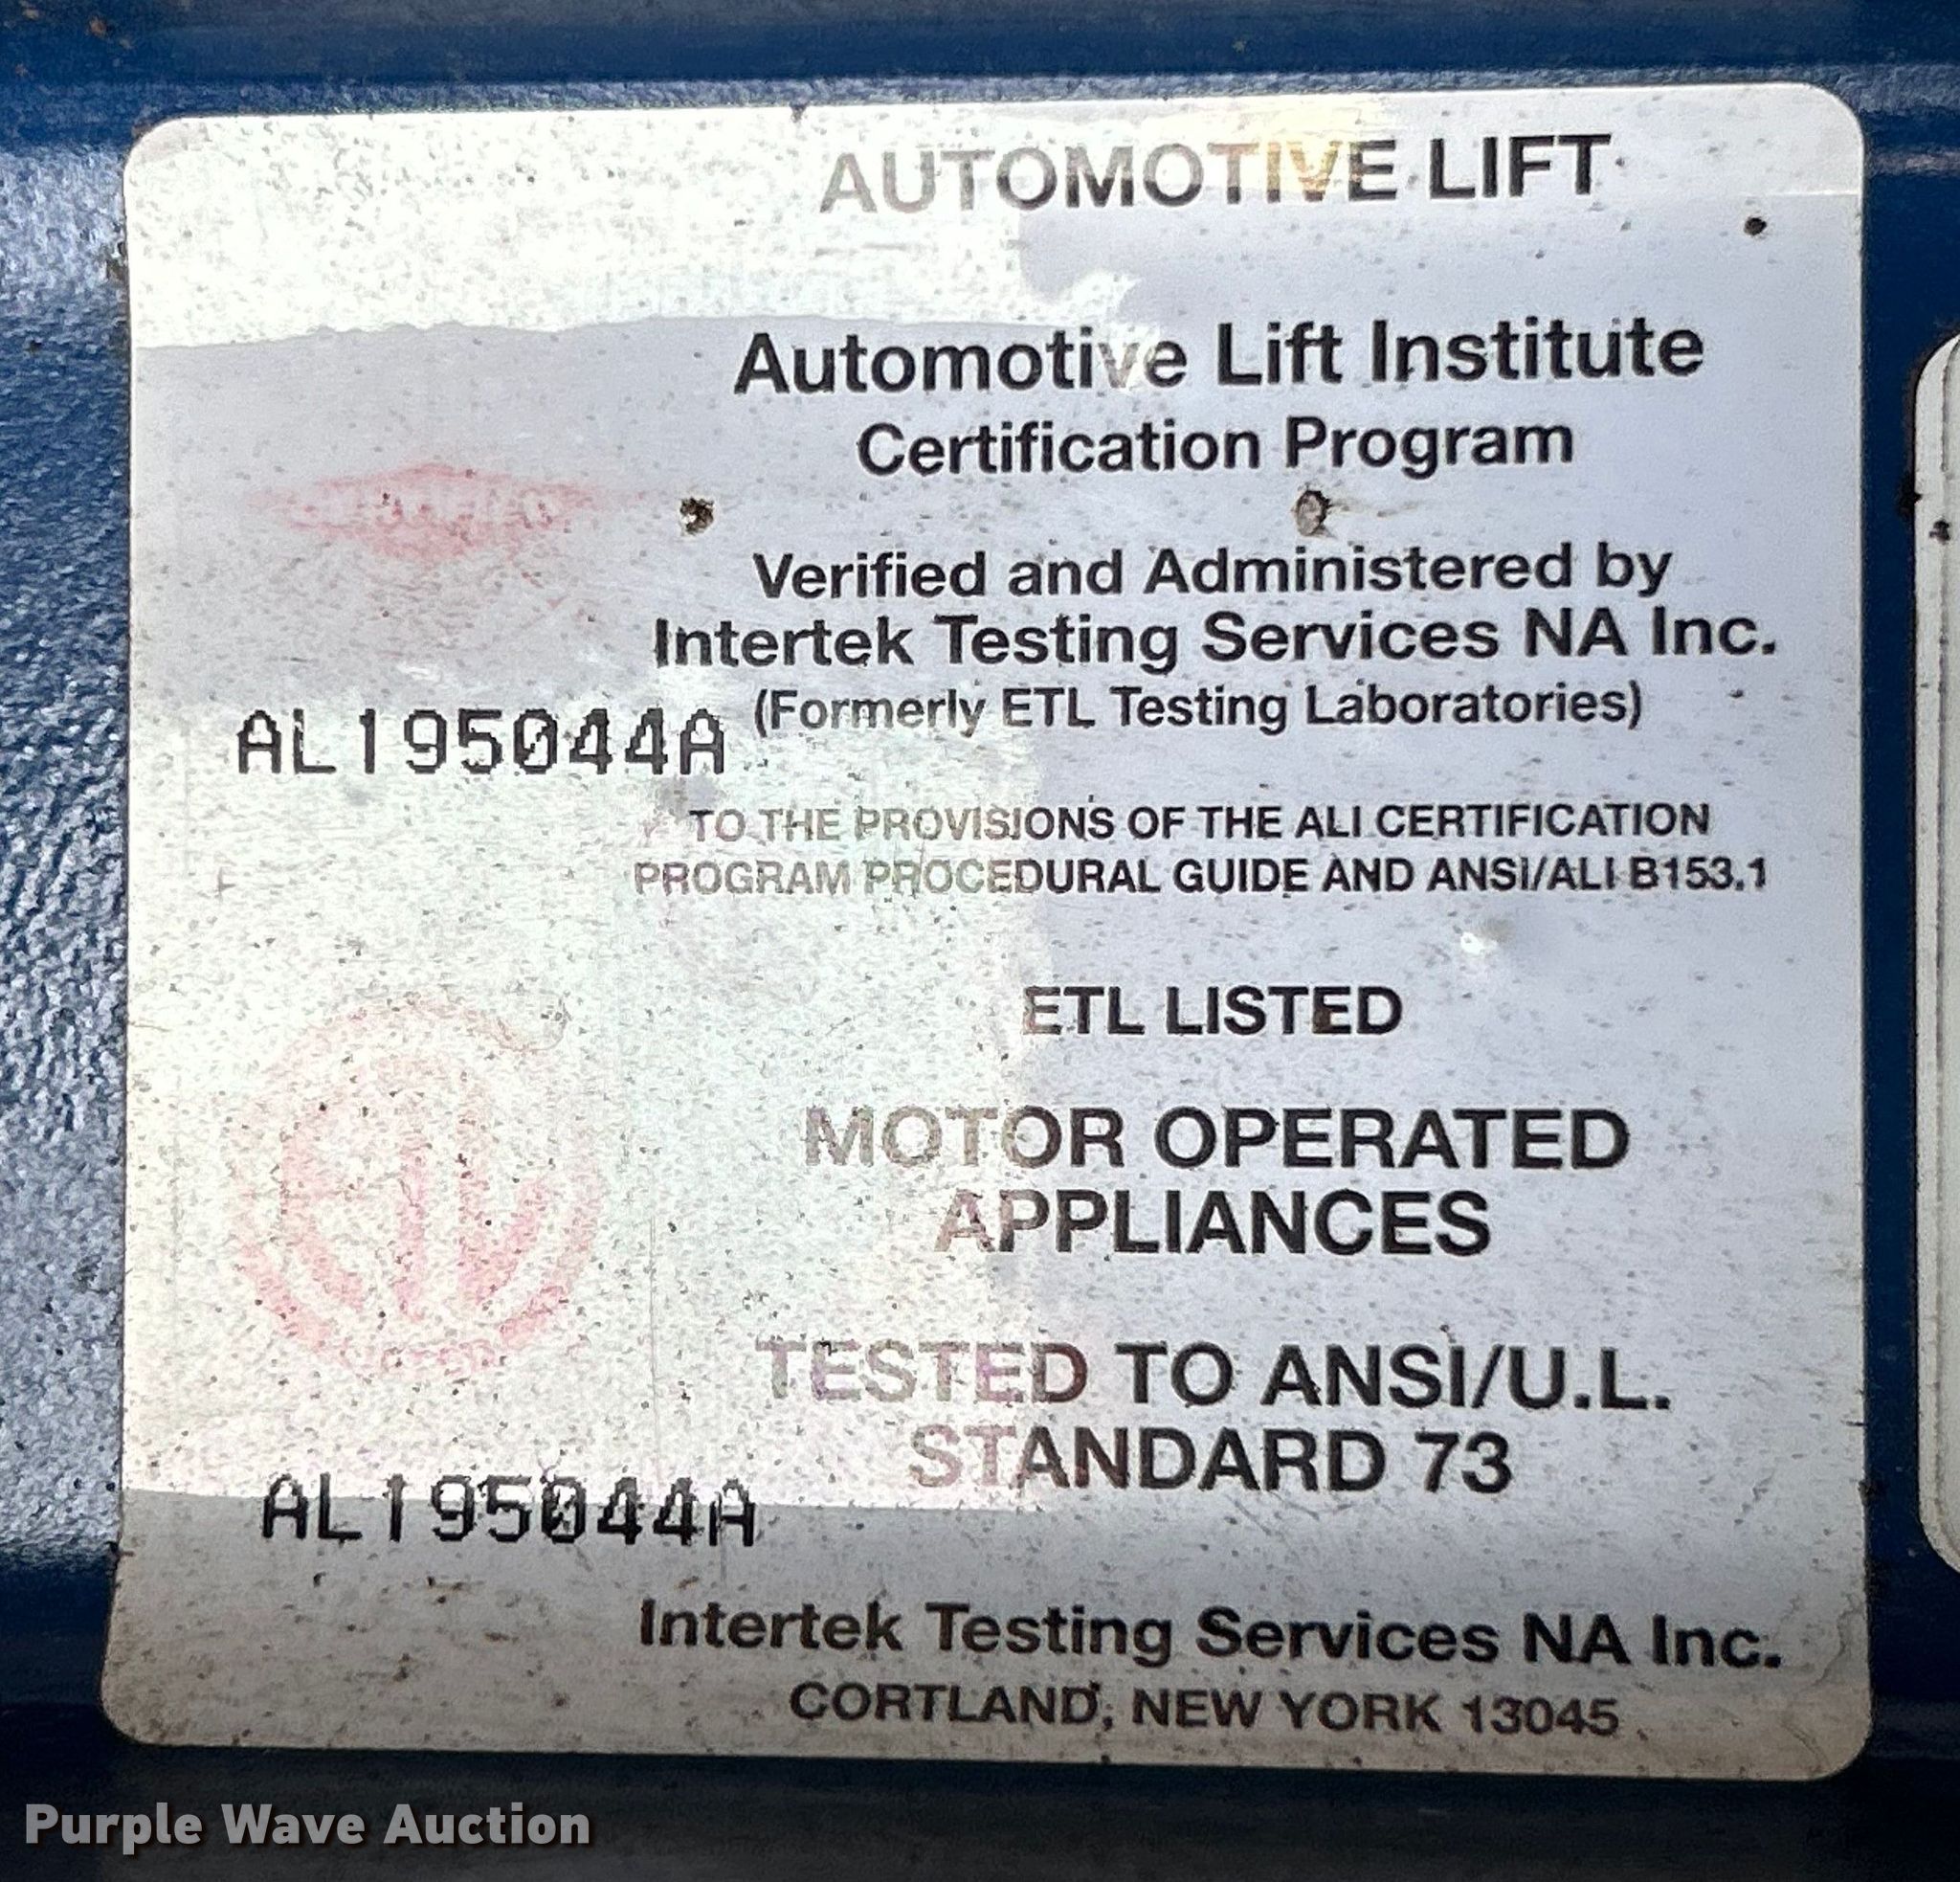 AUTOMOTIVE LIFT
Automotive Lift Institute
Certification Program
Verified and Administered by
Intertek Testing Services NA Inc.
(Formerly ETL Testing Laboratories)
AL195044A
TO THE PROVISIONS OF THE ALI CERTIFICATION
PROGRAM PROCEDURAL GUIDE AND ANSI/ALI B153.1
ETL LISTED
MOTOR OPERATED
APPLIANCES
TESTED TO ANSI/U.L.
STANDARD 73
AL195044A
Intertek Testing Services NA Inc.
CORTLAND, NEW YORK 13045
Purple Wave Auction